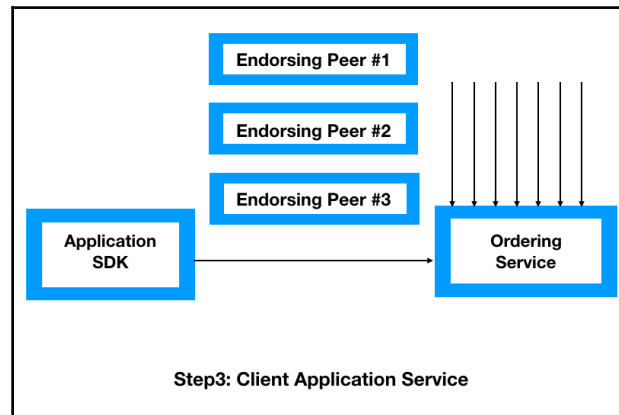 Endorsing Peer #1
Endorsing Peer #2
Endorsing Peer #3
Application
SDK
Ordering
Service
Step3: Client Application Service